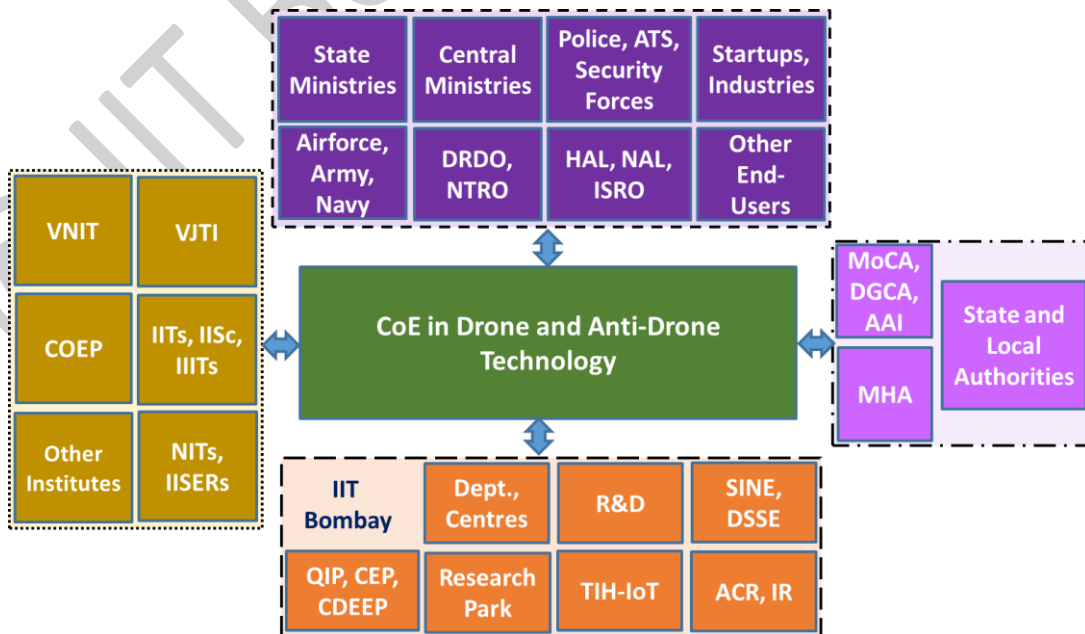 IIT
State
Ministries
Central
Ministries
Police, ATS,
Security
Forces
Startups,
Industries
Airforce,
Army,
Navy
DRDO,
NTRO
HAL, NAL,
ISRO
Other
End-
Users
VNIT
VJTI
COEP
IITs, IISc,
IIITs
Other
Institutes
NITs,
IISERs
CoE in Drone and Anti-Drone
Technology
MoCA,
DGCA,
AAI
State and
Local
Authorities
MHA
IIT
Bombay
Dept.,
Centres
R&D
SINE,
DSSE
QIP, CEP,
CDEEP
Research
Park
TIH-IoT
ACR, IR